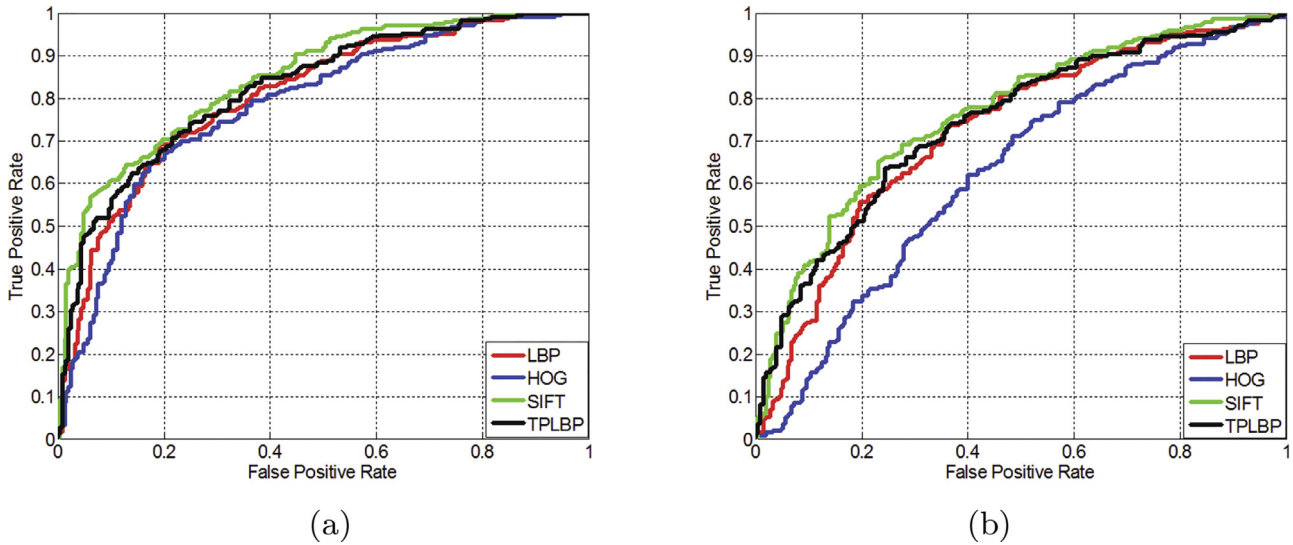 1
0.9
0.8
0.7
0.6
0.5
0.4
0.3
0.2
0.1
0
True Positive Rate
LBP
HOG
SIFT
TPLBP
0 0.2 0.4 0.6 0.8 1
False Positive Rate
(a)
1
0.9
0.8
0.7
0.6
0.5
0.4
0.3
0.2
0.1
0
True Positive Rate
LBP
HOG
SIFT
TPLBP
0 0.2 0.4 0.6 0.8 1
False Positive Rate
(b)